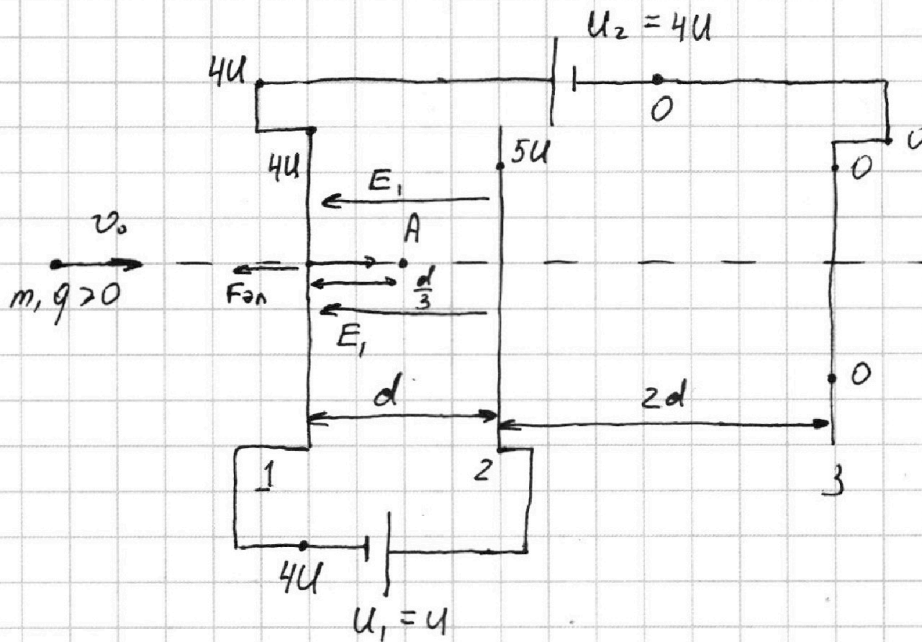 U₂ = 4U
4U
0
0
4U
5U
0
E₁
v₀
A
m, q>0
Fэл
d/3
E₁
d
2d
0
1
2
3
4U
U₁ = U